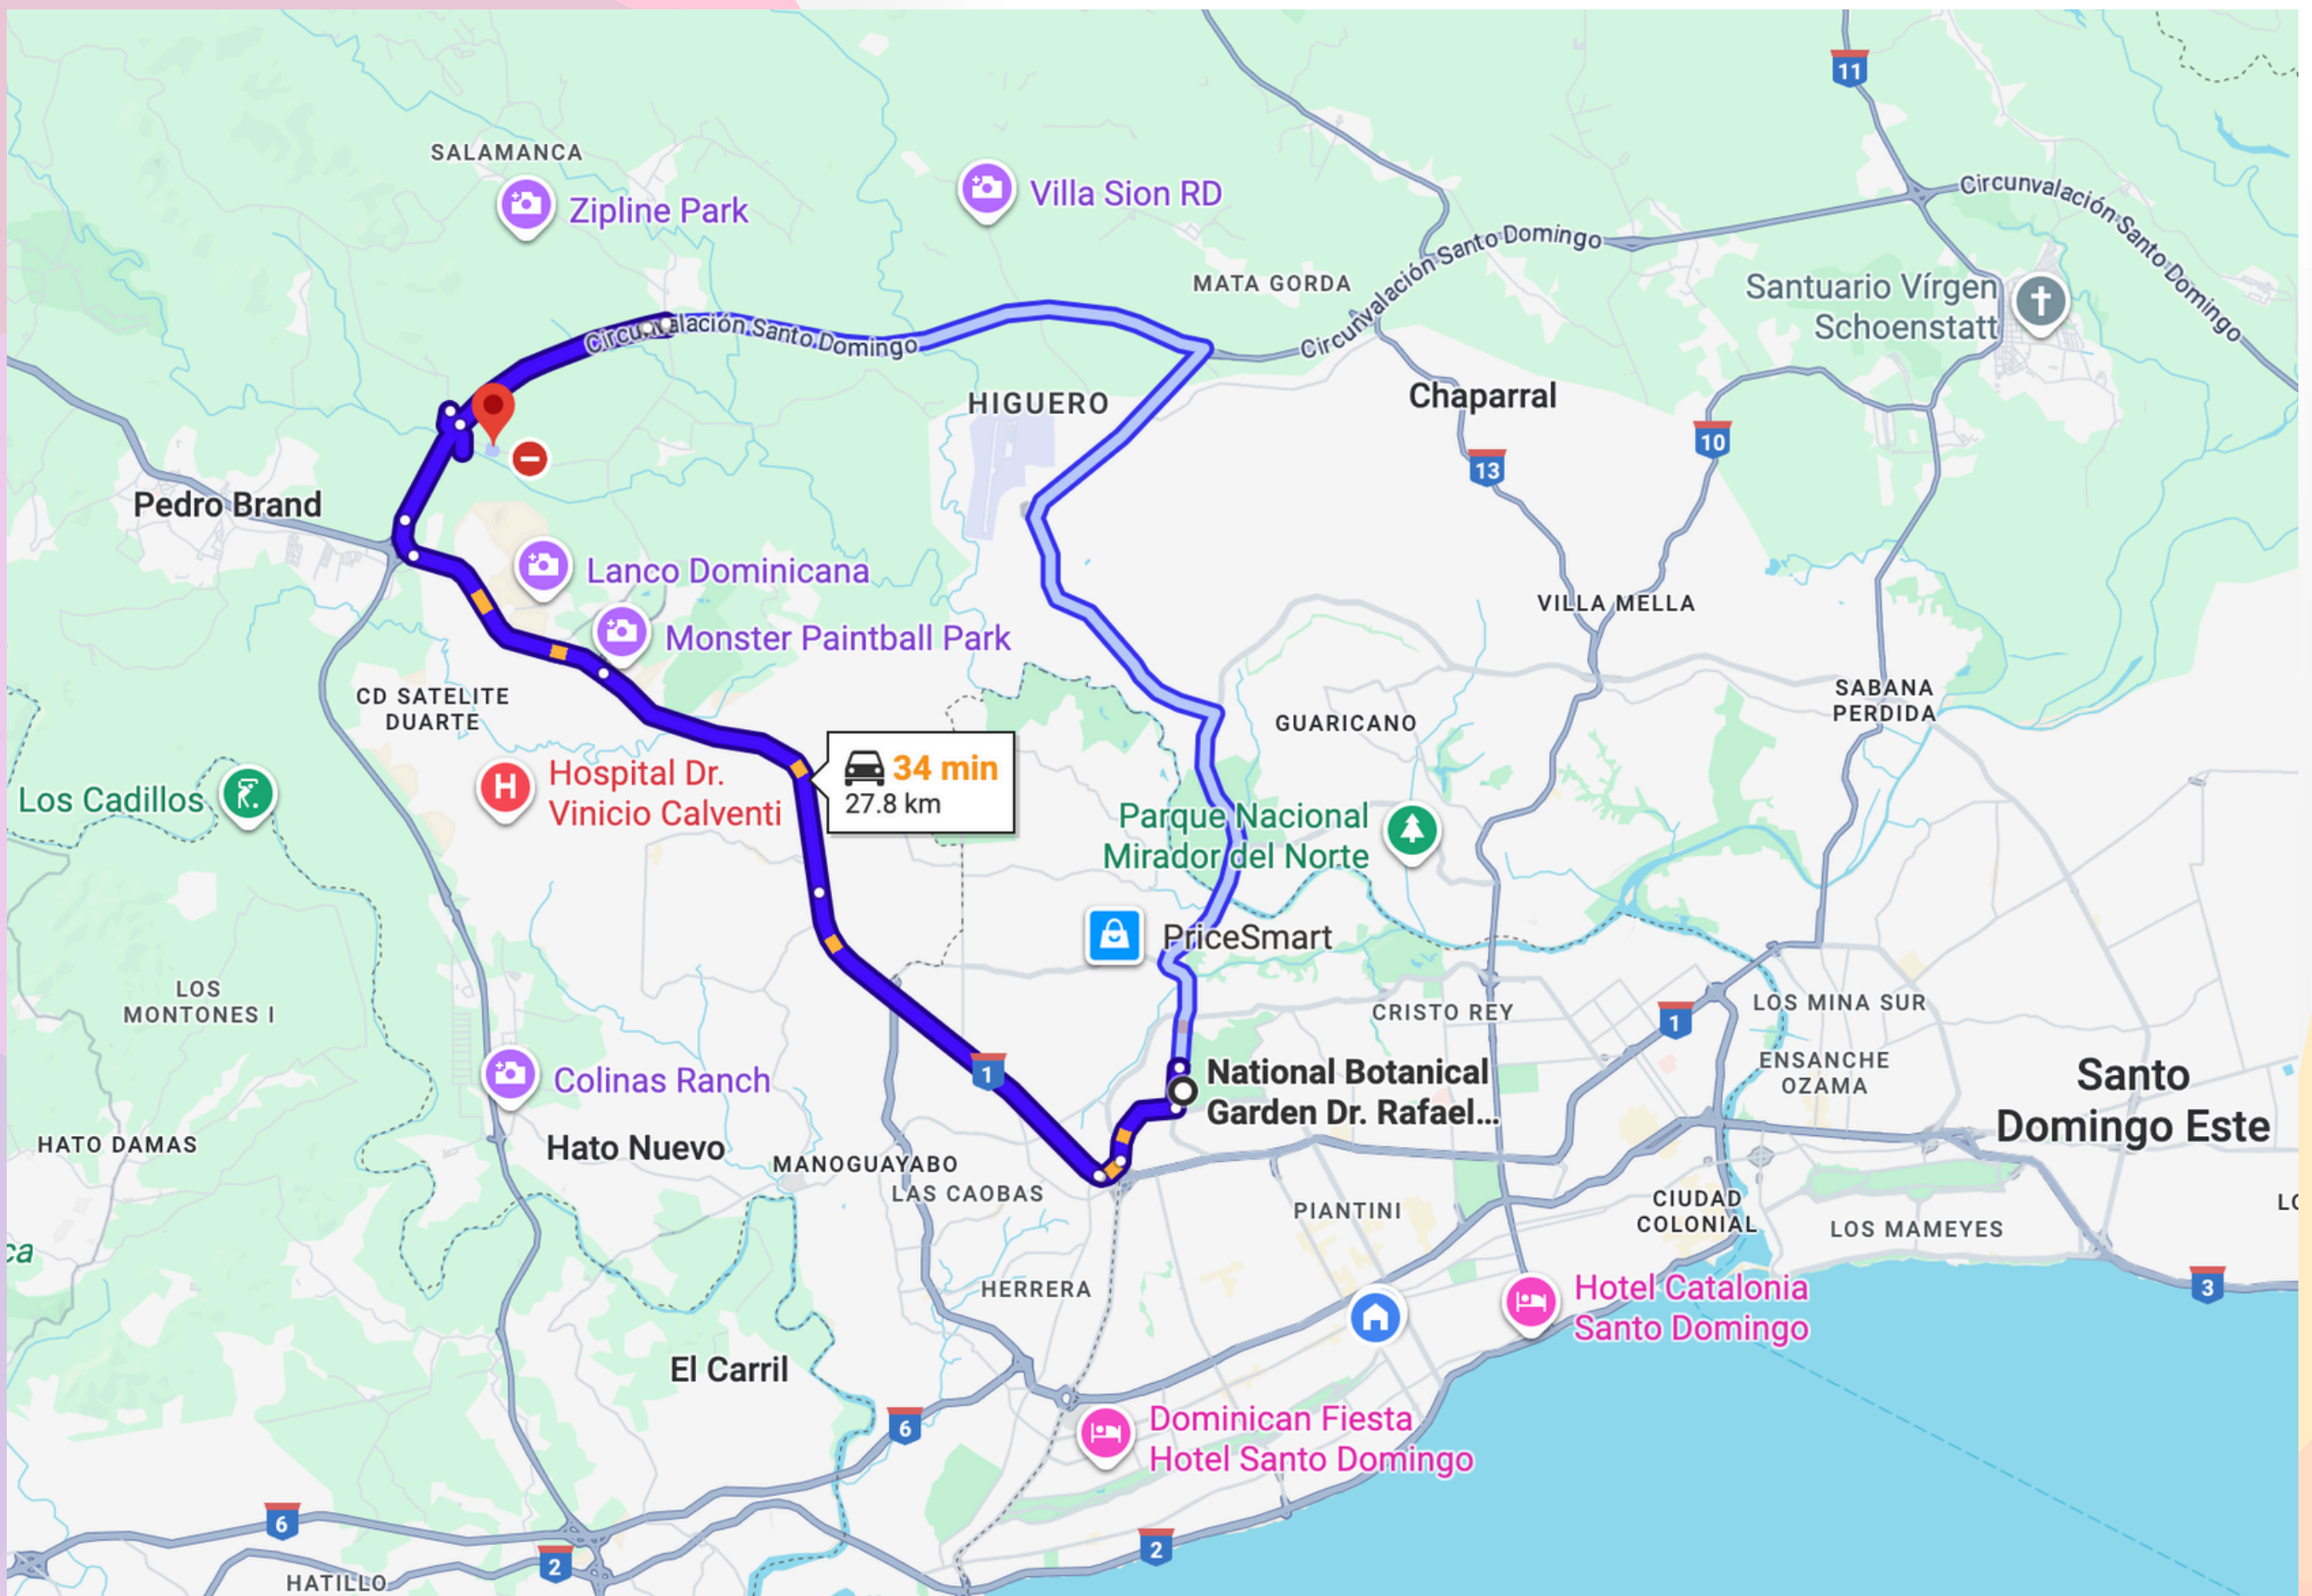 11
SALAMANCA
Zipline Park
Villa Sion RD
Circunvalación Santo Domingo
Circunvalación Santo Domingo
MATA GORDA
Santuario Vírgen
Schoenstatt
Circunvalación Santo Domingo
HIGUERO
Chaparral
10
13
Pedro Brand
Lanco Dominicana
Monster Paintball Park
VILLA MELLA
CD SATELITE
DUARTE
SABANA
PERDIDA
GUARICANO
34 min
27.8 km
Hospital Dr.
Vinicio Calventi
H
Los Cadillos
Parque Nacional
Mirador del Norte
PriceSmart
LOS
MONTONES I
CRISTO REY
1
LOS MINA SUR
ENSANCHE
OZAMA
Santo
Domingo Este
Colinas Ranch
1
National Botanical
Garden Dr. Rafael...
HATO DAMAS
Hato Nuevo
MANOGUAYABO
LAS CAOBAS
PIANTINI
CIUDAD
COLONIAL
LOS MAMEYES
LO
ca
HERRERA
Hotel Catalonia
Santo Domingo
3
El Carril
6
Dominican Fiesta
Hotel Santo Domingo
6
2
2
HATILLO